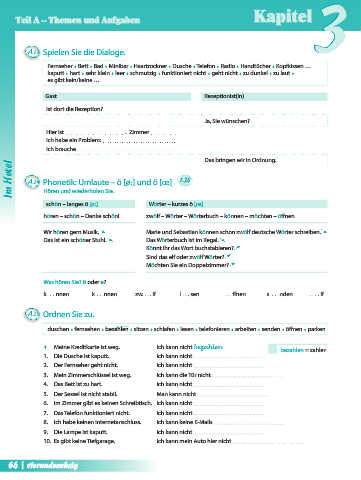 Teil A – Themen und Aufgaben
Kapitel 3
Im Hotel
Spielen Sie die Dialoge.
Fernseher • Bett • Bad • Minibar • Haartrockner • Dusche • Telefon • Radio • Handtücher • Kopfkissen ...
kaputt • hart • sehr klein • leer • schmutzig • funktioniert nicht • geht nicht • zu dunkel • zu laut •
es gibt kein/keine ...
Gast
Rezeptionist(in)
Ist dort die Rezeption?
Ja, Sie wünschen?
Hier ist ........, Zimmer ......
Ich habe ein Problem: ..............
Ich brauche
Das bringen wir in Ordnung.
Phonetik: Umlaute – ö [ø:] und ö [œ]
Hören und wiederholen Sie.
schön – langes ö [ø:]
Wörter – kurzes ö [œ]
hören – schön – Danke schön!
zwölf – Wörter – Wörterbuch – können – möchten – öffnen
Wir hören gern Musik.
Das ist ein schöner Stuhl.
Marie und Sebastian können schon zwölf deutsche Wörter schreiben.
Das Wörterbuch ist im Regal.
Könnt ihr das Wort buchstabieren?
Sind das elf oder zwölf Wörter?
Möchten Sie ein Doppelzimmer?
Was hören Sie? ö oder e?
k ... nnen k ... nnen zw ... lf l ... sen ... ffnen s ... nden ... lf
Ordnen Sie zu.
duschen • fernsehen • bezahlen • sitzen • schlafen • lesen • telefonieren • arbeiten • senden • öffnen • parken
Meine Kreditkarte ist weg. Ich kann nicht bezahlen
bezahlen = zahlen
1. Die Dusche ist kaputt. Ich kann nicht
2. Der Fernseher geht nicht. Ich kann nicht
3. Mein Zimmerschlüssel ist weg. Ich kann die Tür nicht
4. Das Bett ist zu hart. Ich kann nicht
5. Der Sessel ist nicht stabil. Man kann nicht
6. Im Zimmer gibt es keinen Schreibtisch. Ich kann nicht
7. Das Telefon funktioniert nicht. Ich kann nicht
8. Ich habe keinen Internetanschluss. Ich kann keine E-Mails
9. Die Lampe ist kaputt. Ich kann nicht
10. Es gibt keine Tiefgarage. Ich kann mein Auto hier nicht
66 | sechsundsechzig